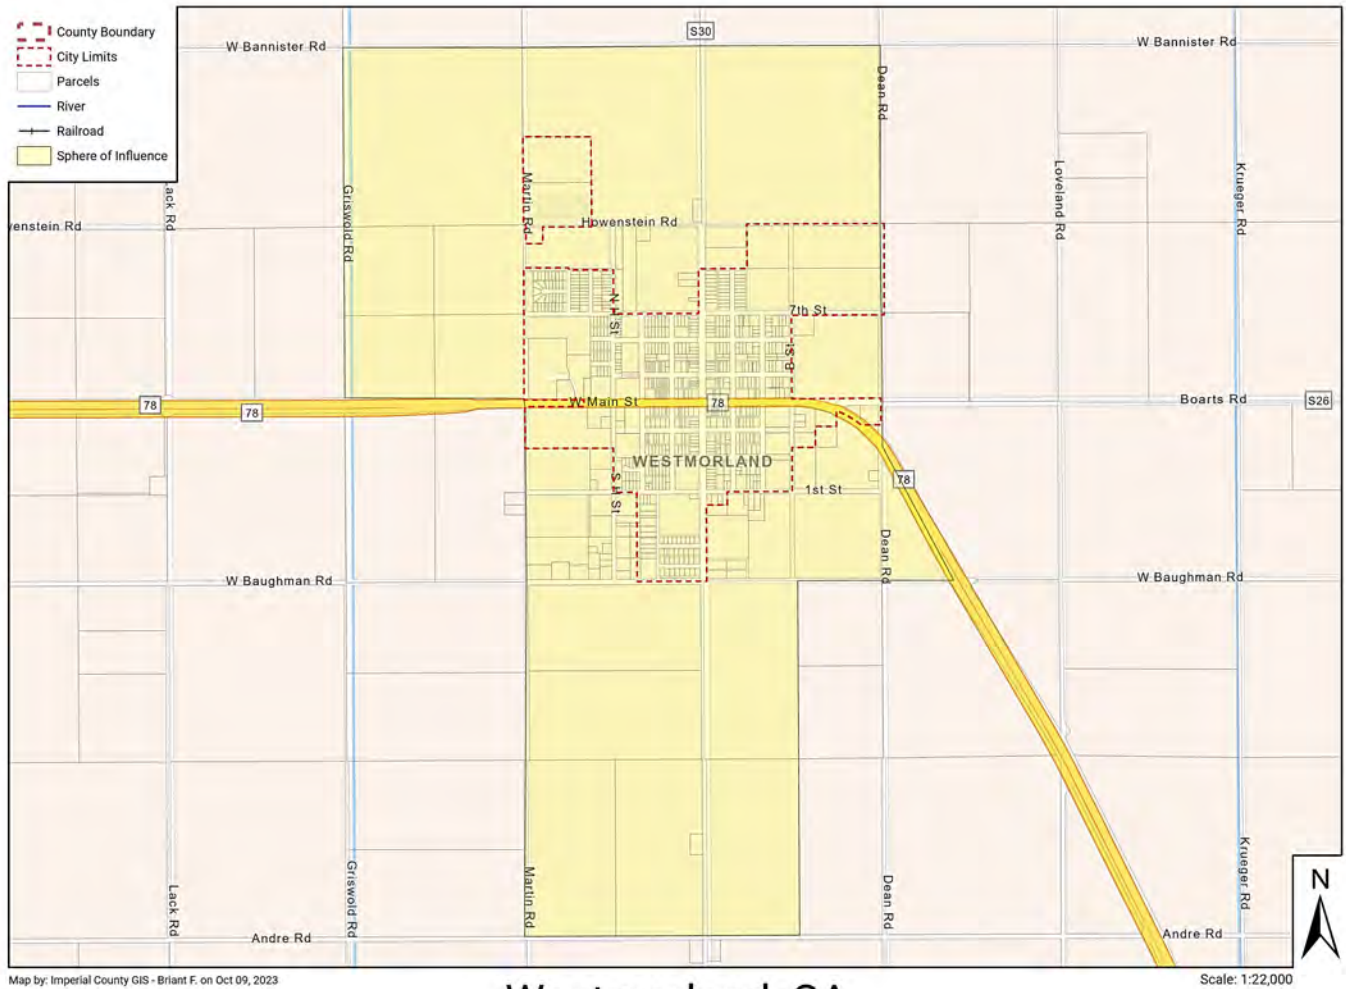 County Boundary
City Limits
Parcels
River
Railroad
Sphere of Influence
W Bannister Rd
S30
W Bannister Rd
Dean Rd
Lack Rd
Griswold Rd
Martin Rd
Loveland Rd
Krueger Rd
venstein Rd
Howenstein Rd
N H St
7th St
B St
78
78
W Main St
78
Boarts Rd
S26
WESTMORLAND
78
S H St
1st St
Dean Rd
W Baughman Rd
W Baughman Rd
Lack Rd
Griswold Rd
Martin Rd
Dean Rd
Krueger Rd
N
Andre Rd
Andre Rd
Map by: Imperial County GIS - Briant F. on Oct 09, 2023
Scale: 1:22,000